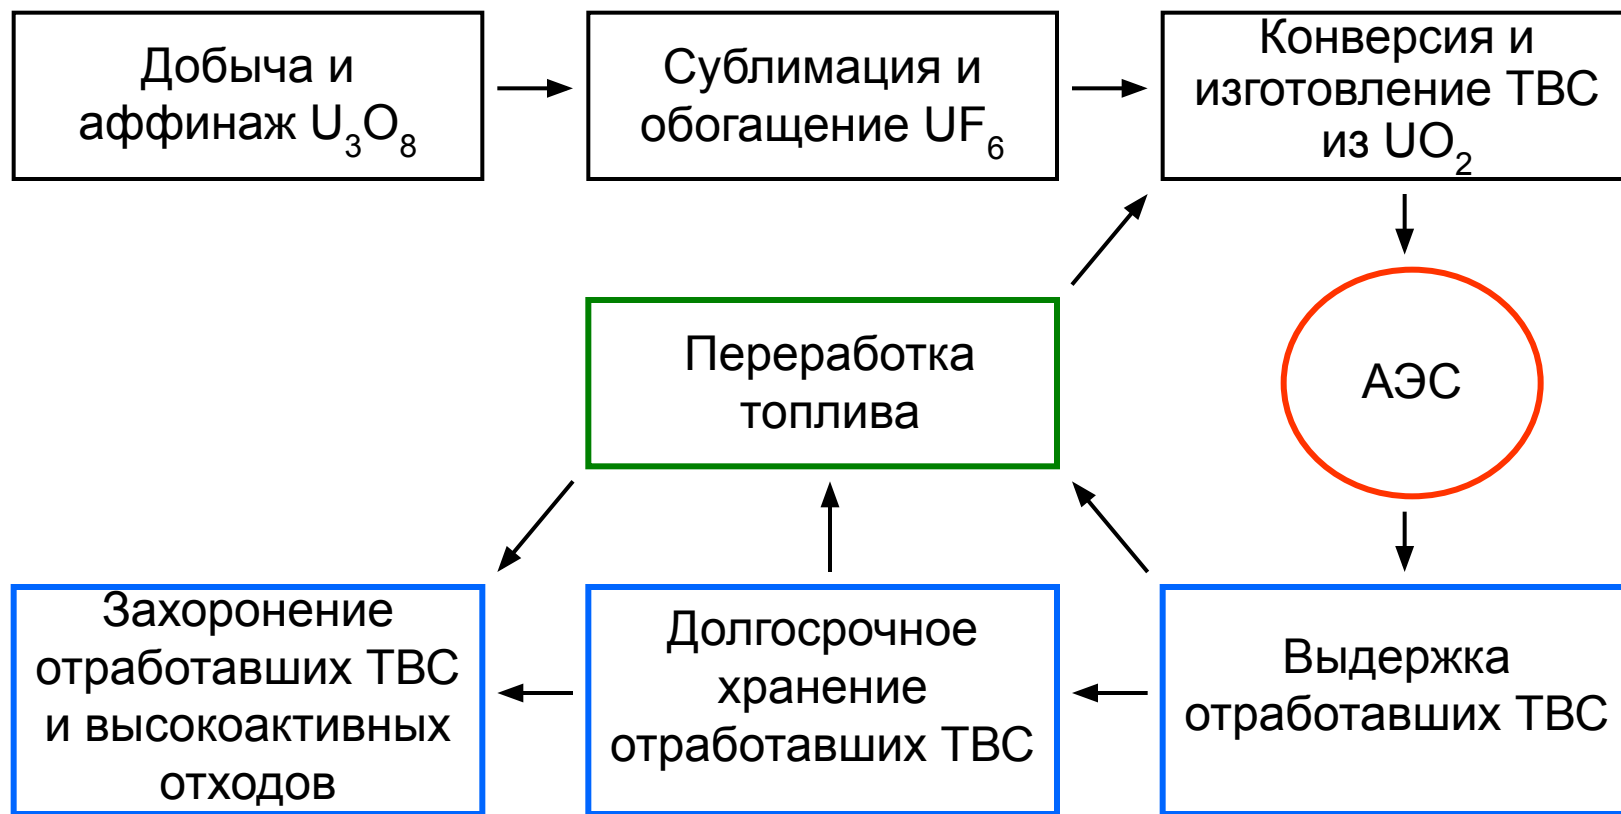 Добыча и
аффинаж U₃O₈
Сублимация и
обогащение UF₆
Конверсия и
изготовление ТВС
из UO₂
Переработка
топлива
АЭС
Захоронение
отработавших ТВС
и высокоактивных
отходов
Долгосрочное
хранение
отработавших ТВС
Выдержка
отработавших ТВС